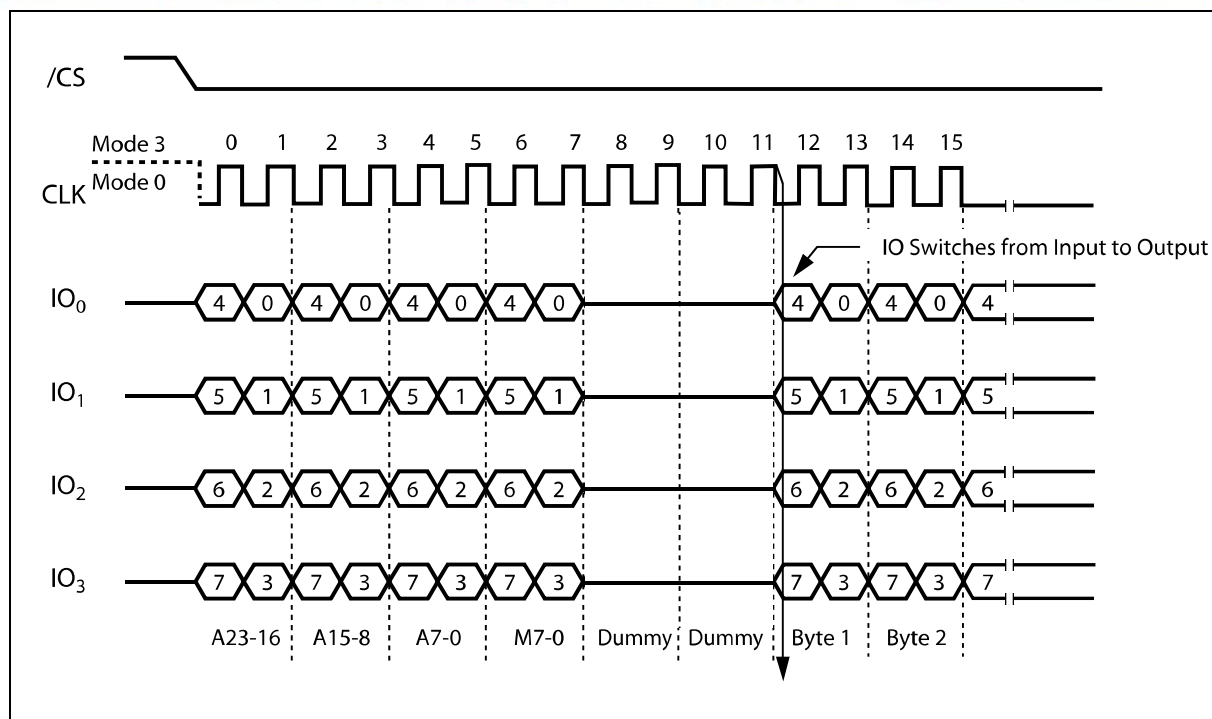 /CS
Mode 3
0 1 2 3 4 5 6 7 8 9 10 11 12 13 14 15
CLK
Mode 0
IO Switches from Input to Output
IO0 4 0 4 0 4 0 4 0 4 0 4 0 4
IO1 5 1 5 1 5 1 5 1 5 1 5 1 5
IO2 6 2 6 2 6 2 6 2 6 2 6 2 6
IO3 7 3 7 3 7 3 7 3 7 3 7 3 7
A23-16 A15-8 A7-0 M7-0 Dummy Dummy Byte 1 Byte 2